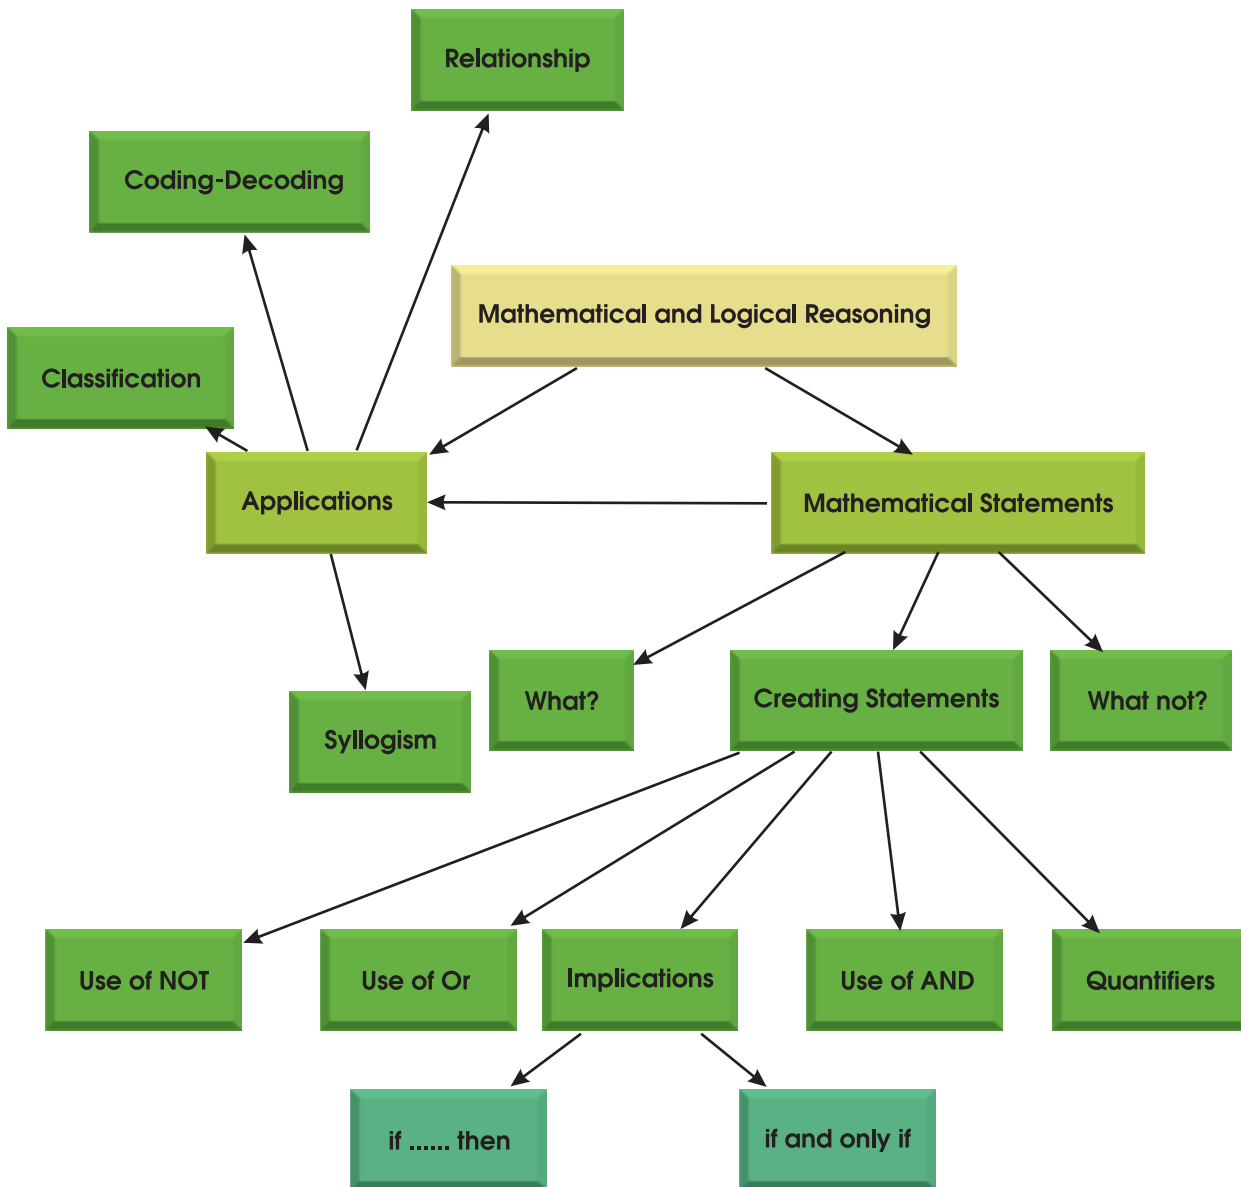 Relationship
Coding-Decoding
Mathematical and Logical Reasoning
Classification
Applications
Mathematical Statements
What?
Creating Statements
What not?
Syllogism
Use of NOT
Use of Or
Implications
Use of AND
Quantifiers
if ...... then
if and only if